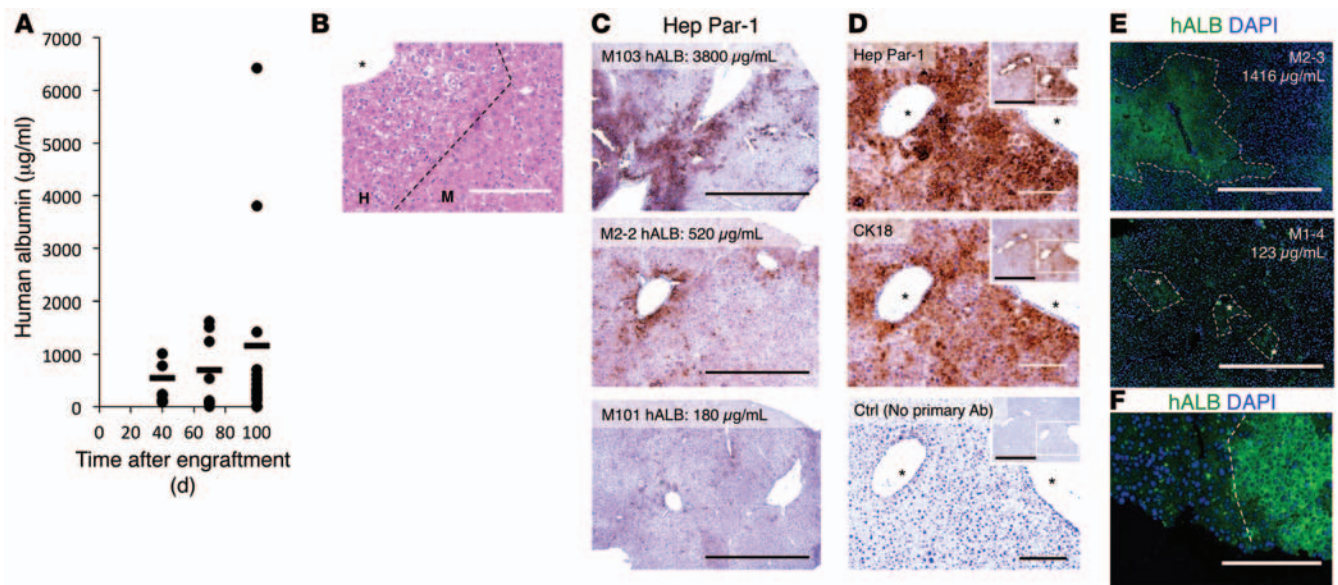 A
7000
6000
5000
4000
3000
2000
1000
0
0 20 40 60 80 100
Human albumin (µg/ml)
Time after engraftment
(d)
B
*
H
M
C
Hep Par-1
M103 hALB: 3800 µg/mL
M2-2 hALB: 520 µg/mL
M101 hALB: 180 µg/mL
D
Hep Par-1
*
*
CK18
*
*
Ctrl (No primary Ab)
*
*
E
hALB DAPI
M2-3
1416 µg/mL
M1-4
123 µg/mL
*
*
*
F
hALB DAPI